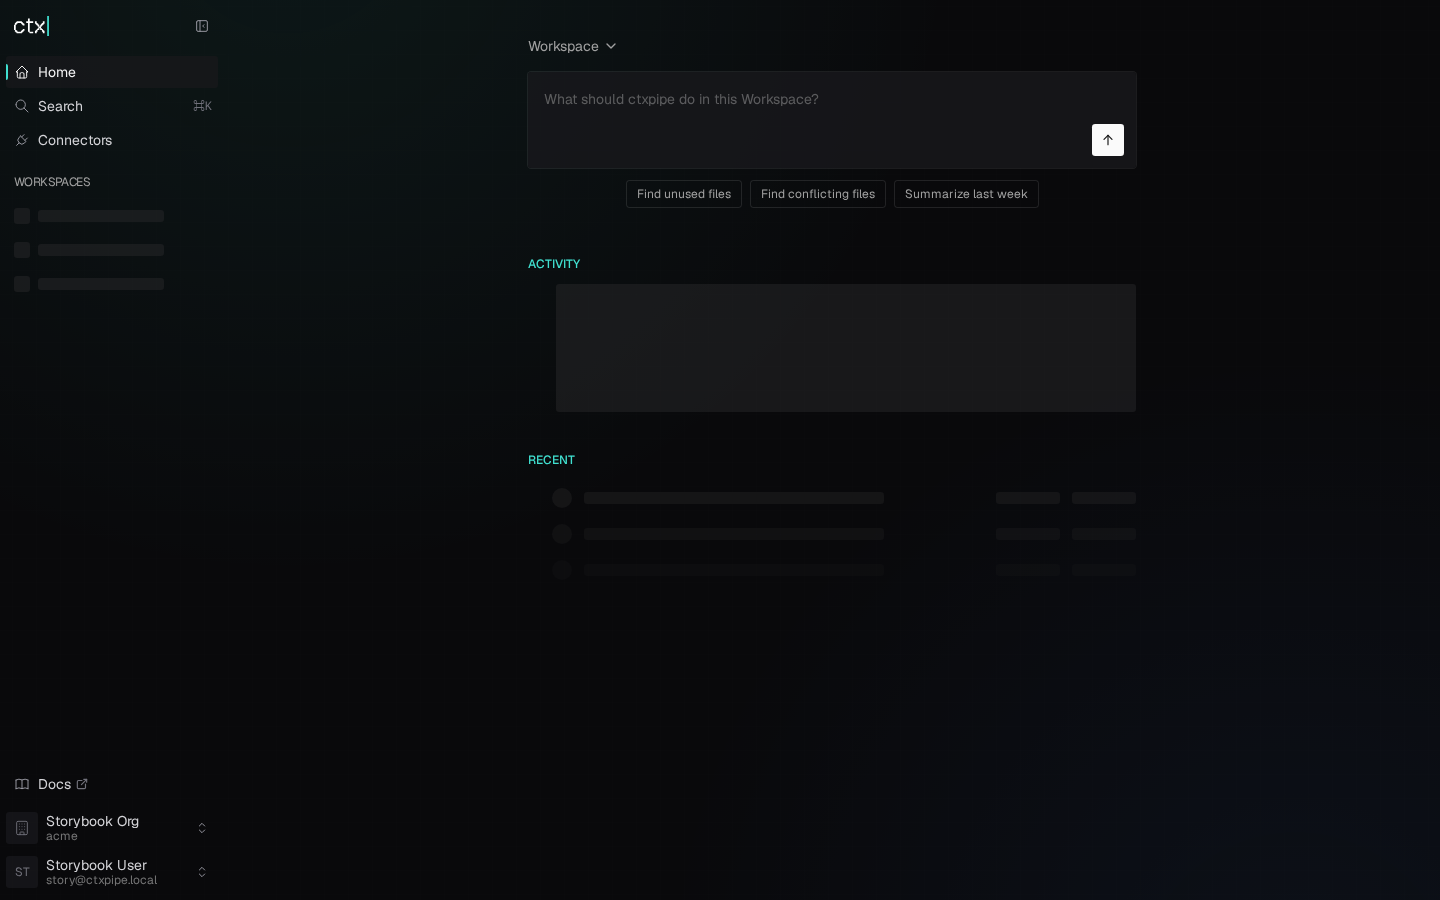 ctx
Home
Search ⌘K
Connectors
WORKSPACES
Workspace
What should ctxpipe do in this Workspace?
Find unused files
Find conflicting files
Summarize last week
ACTIVITY
RECENT
Docs
Storybook Org
acme
ST
Storybook User
story@ctxpipe.local